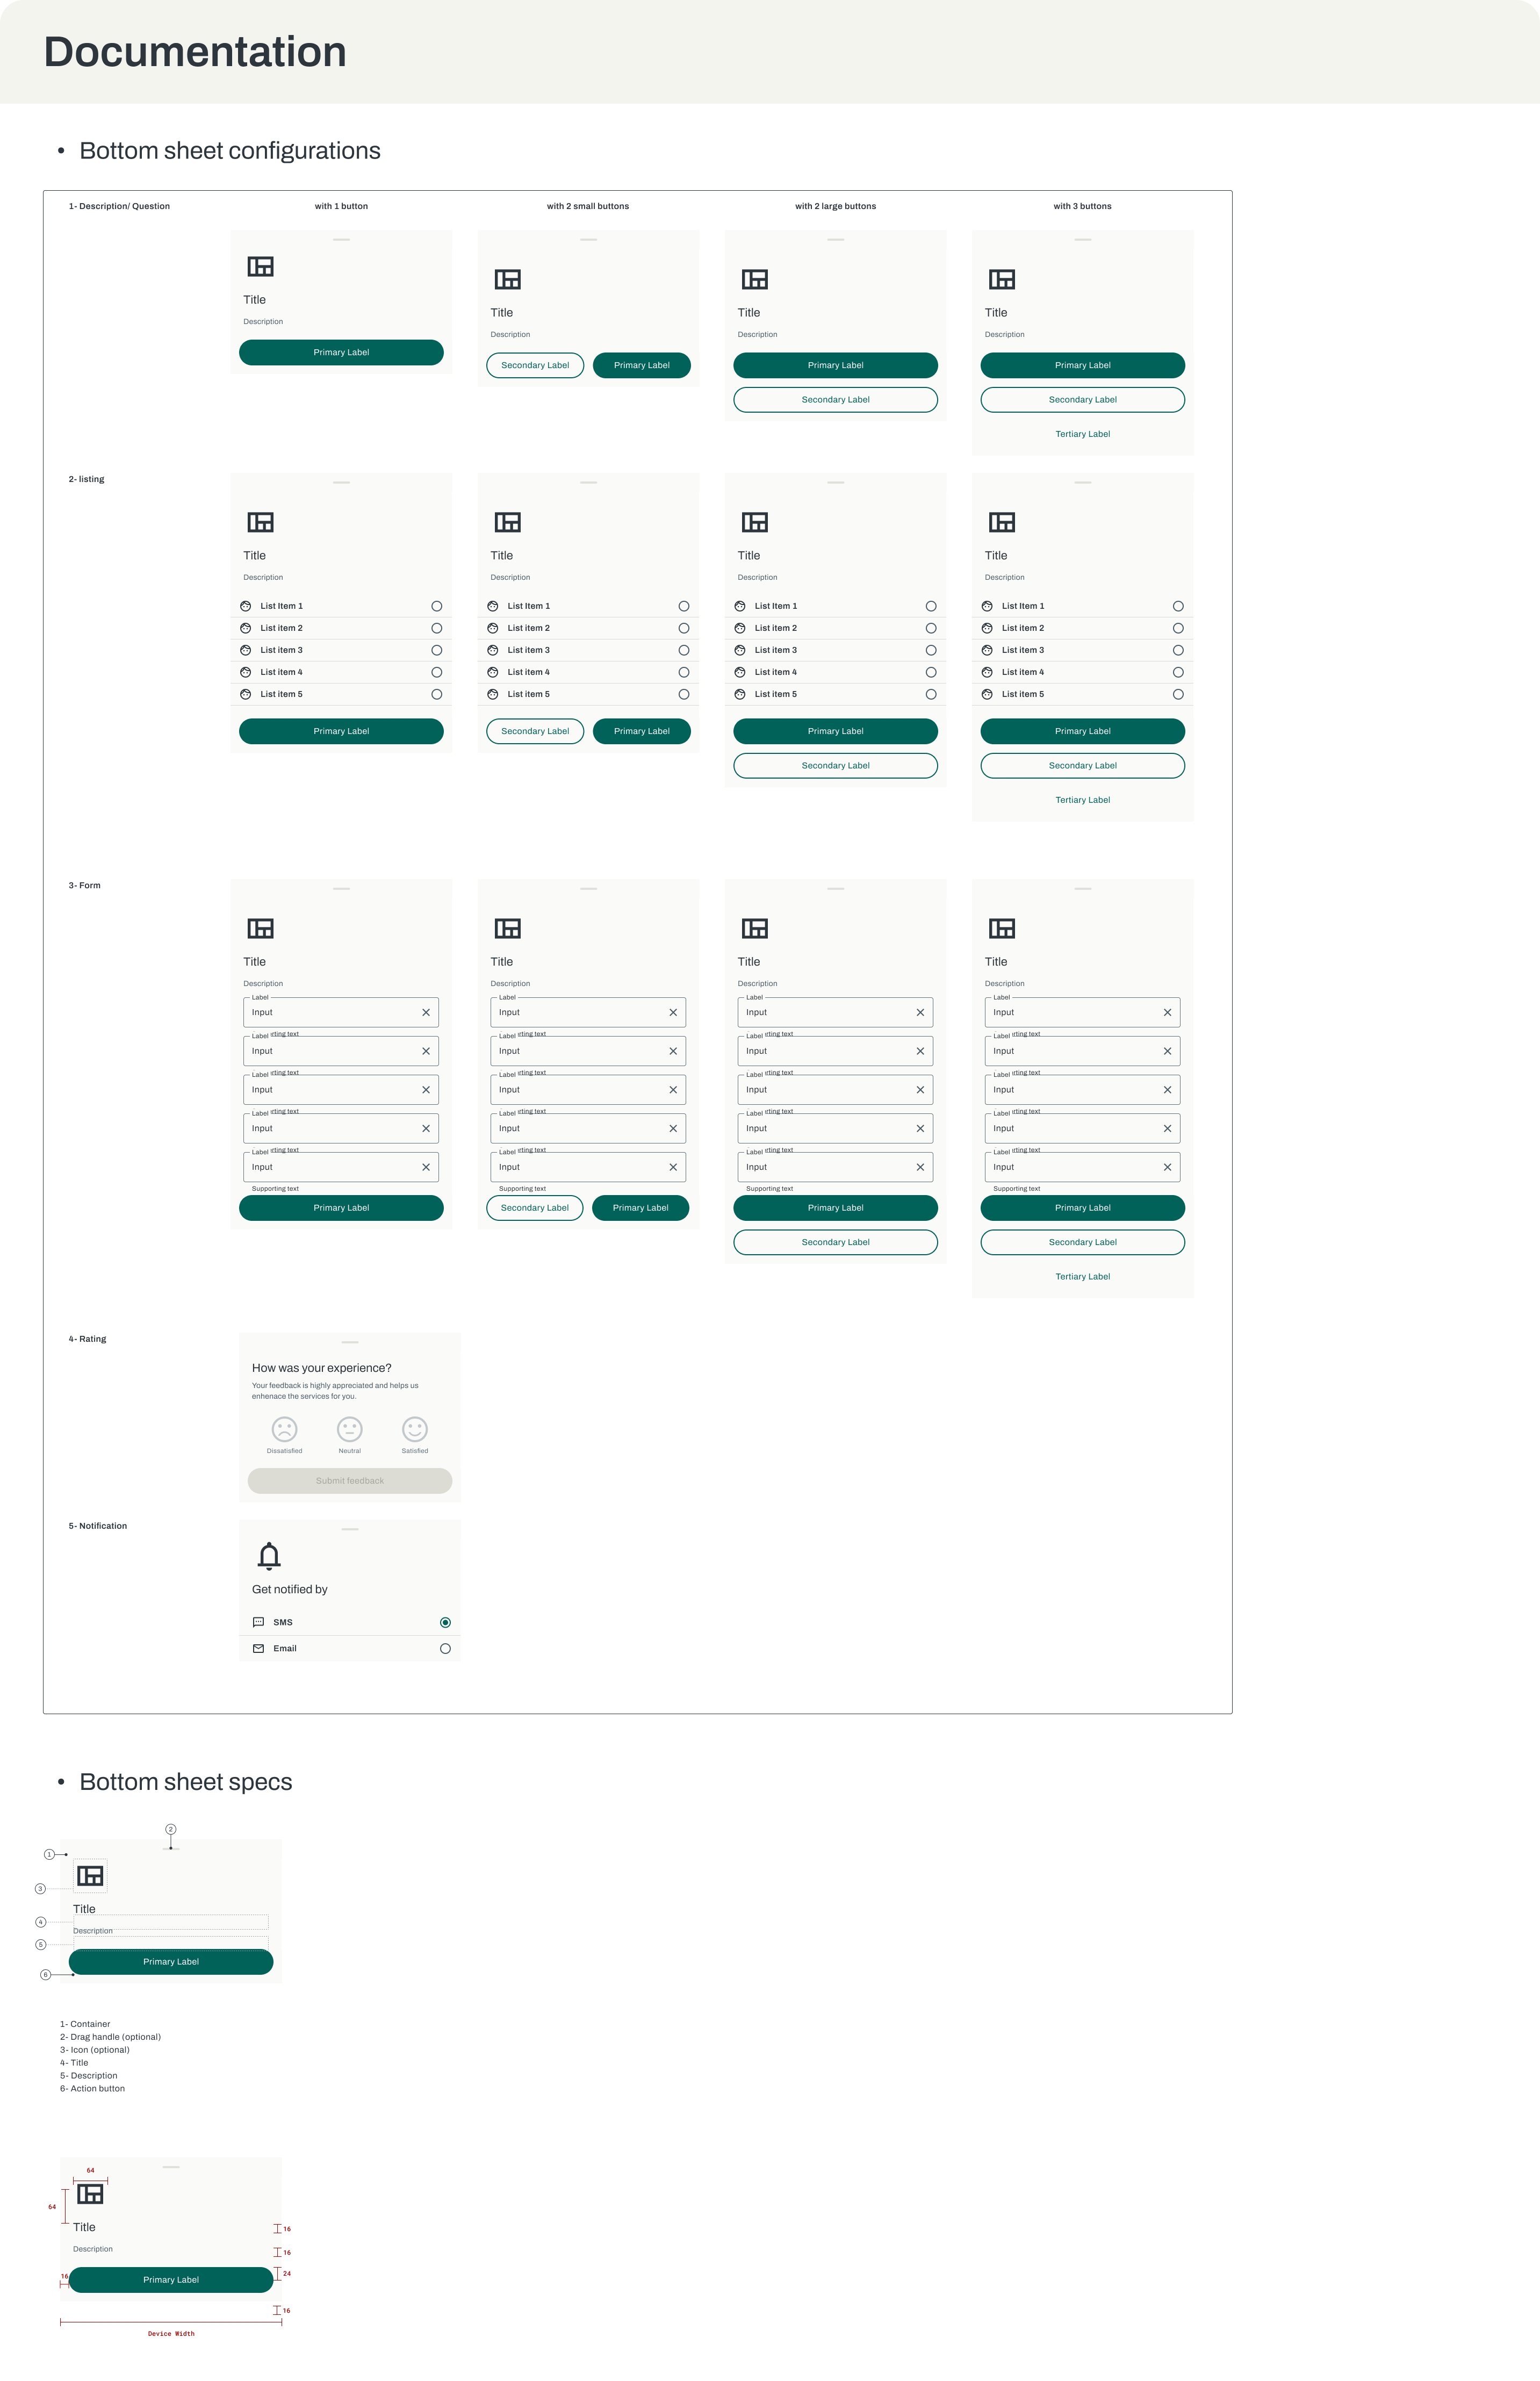 Documentation
• Bottom sheet configurations
1- Description/ Question
with 1 button
with 2 small buttons
with 2 large buttons
with 3 buttons
Title
Description
Primary Label
Title
Description
Secondary Label
Primary Label
Title
Description
Primary Label
Secondary Label
Title
Description
Primary Label
Secondary Label
Tertiary Label
2- listing
Title
Description
List Item 1
List item 2
List item 3
List item 4
List item 5
Primary Label
Title
Description
List Item 1
List item 2
List item 3
List item 4
List item 5
Secondary Label
Primary Label
Title
Description
List Item 1
List item 2
List item 3
List item 4
List item 5
Primary Label
Secondary Label
Title
Description
List Item 1
List item 2
List item 3
List item 4
List item 5
Primary Label
Secondary Label
Tertiary Label
3- Form
Title
Description
Label
Input
Label rting text
Input
Label rting text
Input
Label rting text
Input
Label rting text
Input
Supporting text
Primary Label
Title
Description
Label
Input
Label rting text
Input
Label rting text
Input
Label rting text
Input
Label rting text
Input
Supporting text
Secondary Label
Primary Label
Title
Description
Label
Input
Label rting text
Input
Label rting text
Input
Label rting text
Input
Label rting text
Input
Supporting text
Primary Label
Secondary Label
Title
Description
Label
Input
Label rting text
Input
Label rting text
Input
Label rting text
Input
Label rting text
Input
Supporting text
Primary Label
Secondary Label
Tertiary Label
4- Rating
How was your experience?
Your feedback is highly appreciated and helps us
enhenace the services for you.
Dissatisfied
Neutral
Satisfied
Submit feedback
5- Notification
Get notified by
SMS
Email
• Bottom sheet specs
2
1
3
Title
4
Description
5
Primary Label
6
1- Container
2- Drag handle (optional)
3- Icon (optional)
4- Title
5- Description
6- Action button
64
64
Title
16
Description
16
24
16
Primary Label
16
Device Width